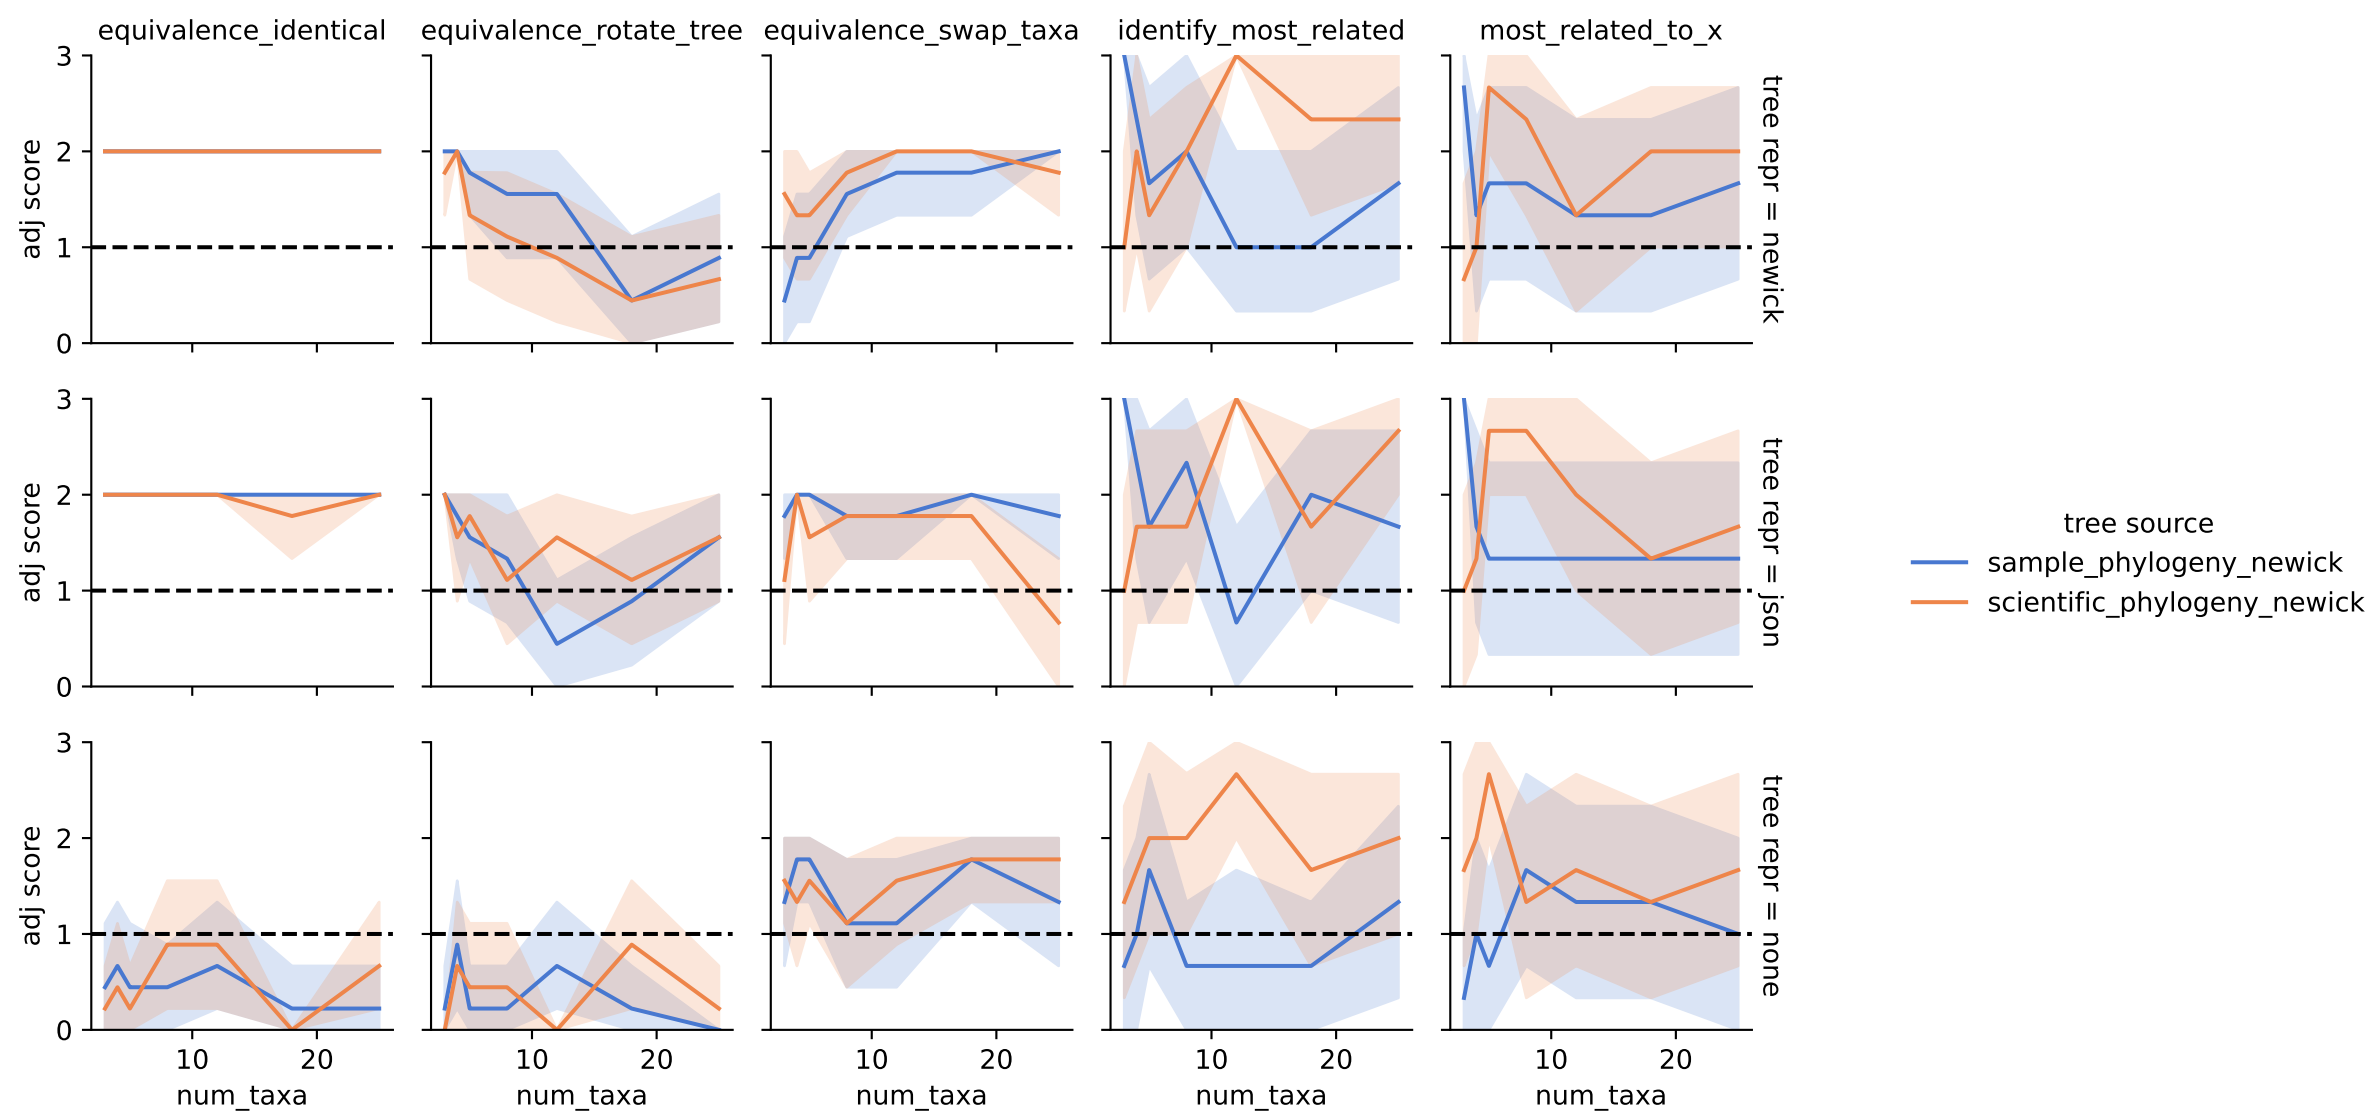 equivalence_identical
equivalence_rotate_tree
equivalence_swap_taxa
identify_most_related
most_related_to_x
3
2
1
0
adj score
tree repr = newick
3
2
1
0
adj score
tree repr = json
3
2
1
0
adj score
tree repr = none
10 20
10 20
10 20
10 20
10 20
num_taxa
num_taxa
num_taxa
num_taxa
num_taxa
tree source
sample_phylogeny_newick
scientific_phylogeny_newick